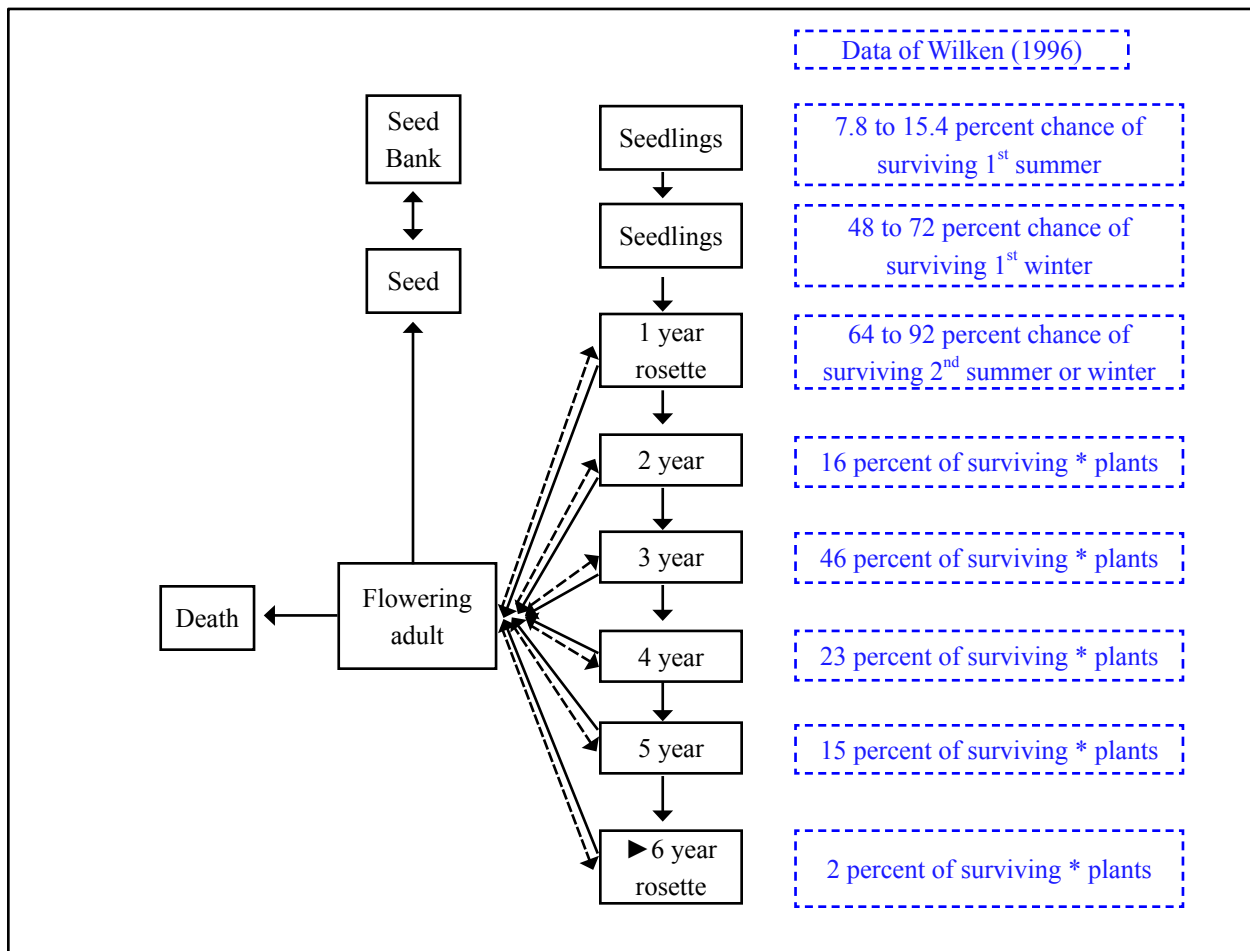 Data of Wilken (1996)
Seed
Bank
Seedlings
7.8 to 15.4 percent chance of
surviving 1st summer
Seed
Seedlings
48 to 72 percent chance of
surviving 1st winter
1 year
rosette
64 to 92 percent chance of
surviving 2nd summer or winter
2 year
16 percent of surviving * plants
3 year
46 percent of surviving * plants
Death
Flowering
adult
4 year
23 percent of surviving * plants
5 year
15 percent of surviving * plants
►6 year
rosette
2 percent of surviving * plants